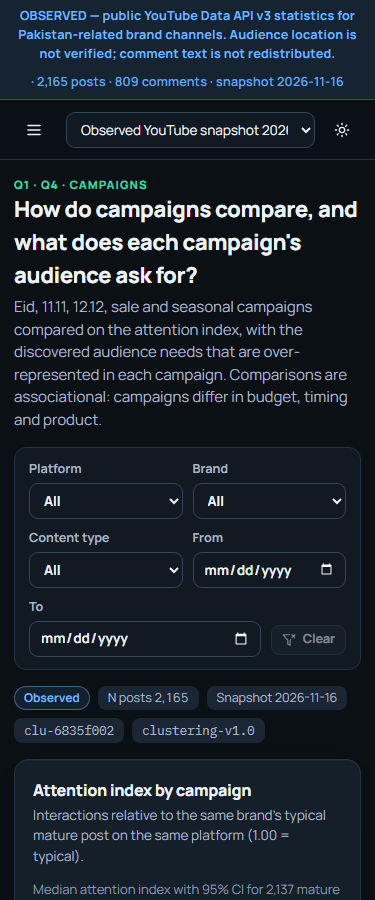 OBSERVED — public YouTube Data API v3 statistics for
Pakistan-related brand channels. Audience location is
not verified; comment text is not redistributed.
· 2,165 posts · 809 comments · snapshot 2026-11-16
Observed YouTube snapshot 2026
Q1 · Q4 · CAMPAIGNS
How do campaigns compare, and
what does each campaign's
audience ask for?
Eid, 11.11, 12.12, sale and seasonal campaigns
compared on the attention index, with the
discovered audience needs that are over-
represented in each campaign. Comparisons are
associational: campaigns differ in budget, timing
and product.
Platform Brand
All All
Content type From
All mm/dd/yyyy
To
mm/dd/yyyy Clear
Observed N posts 2,165 Snapshot 2026-11-16
clu-6835f002 clustering-v1.0
Attention index by campaign
Interactions relative to the same brand's typical
mature post on the same platform (1.00 =
typical).
Median attention index with 95% CI for 2,137 mature